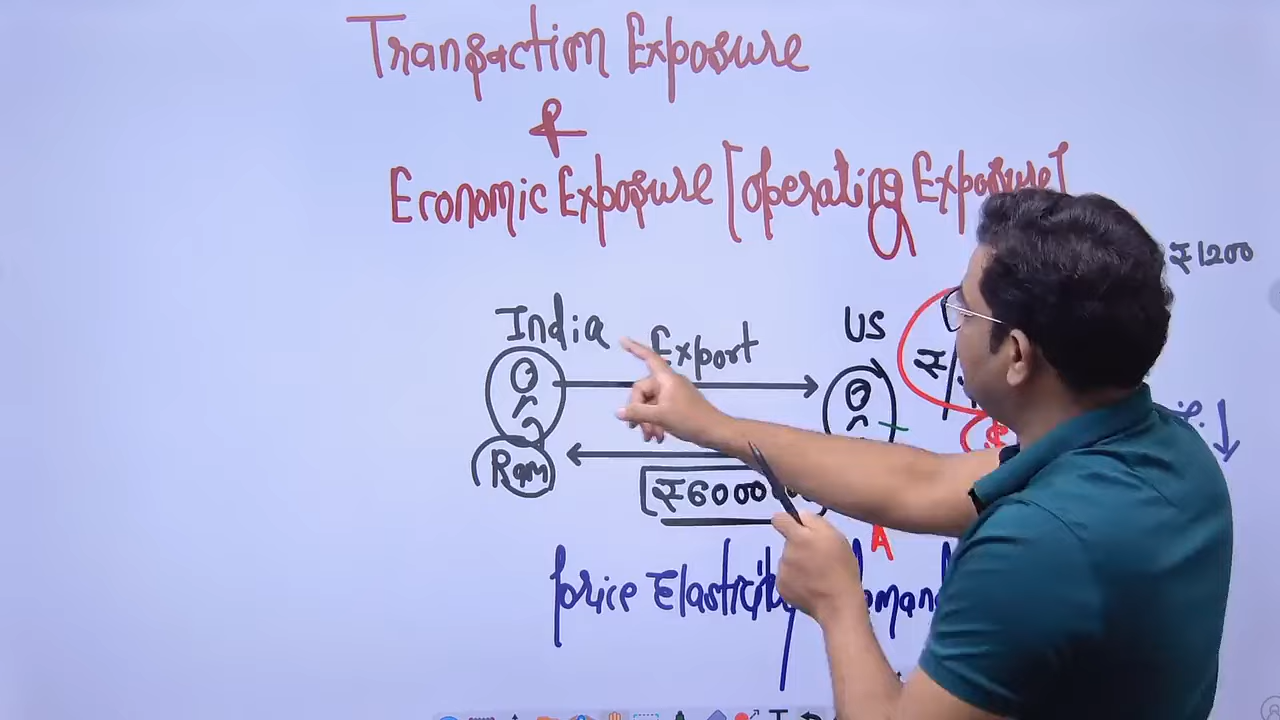 Transaction Exposure
&
Economic Exposure [Operating Exposure]
₹1200
India
Export
US
₹/
$
Ram
₹6000
A
Price Elasticity